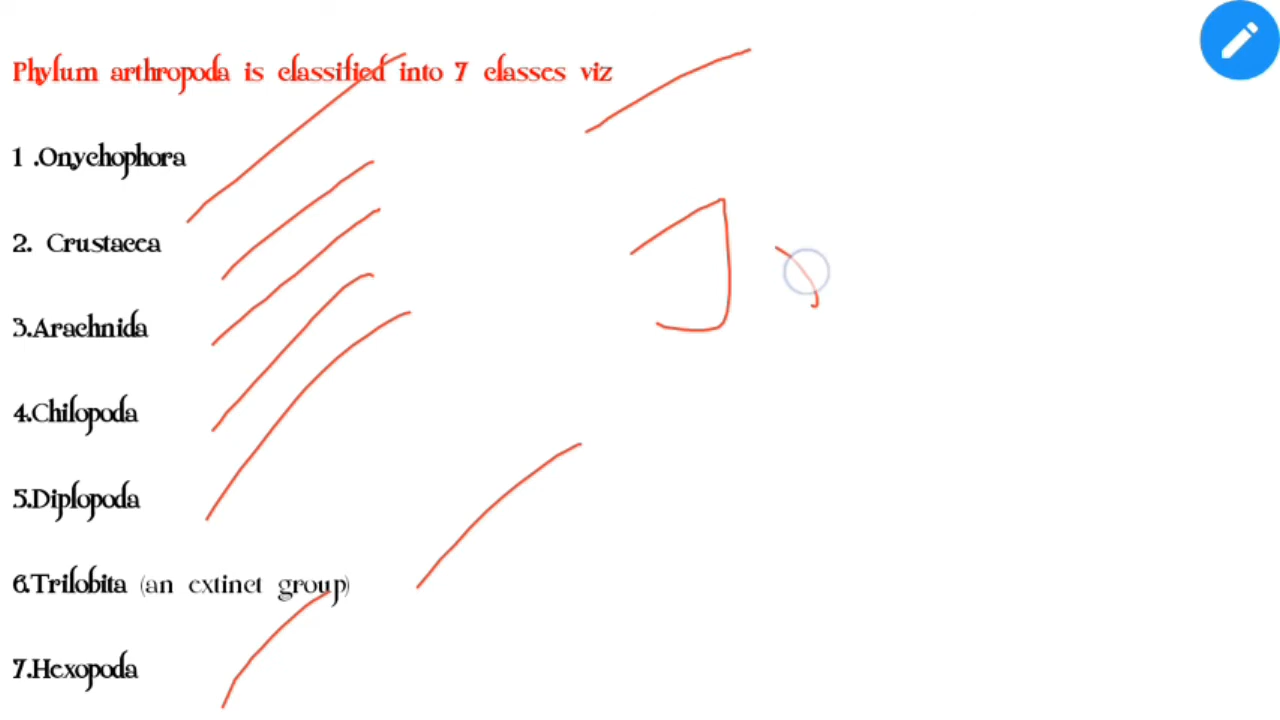 Phylum arthropoda is classified into 7 classes viz
1 .Onychophora
2. Crustacea
3.Arachnida
4.Chilopoda
5.Diplopoda
6.Trilobita (an extinct group)
7.Hexopoda